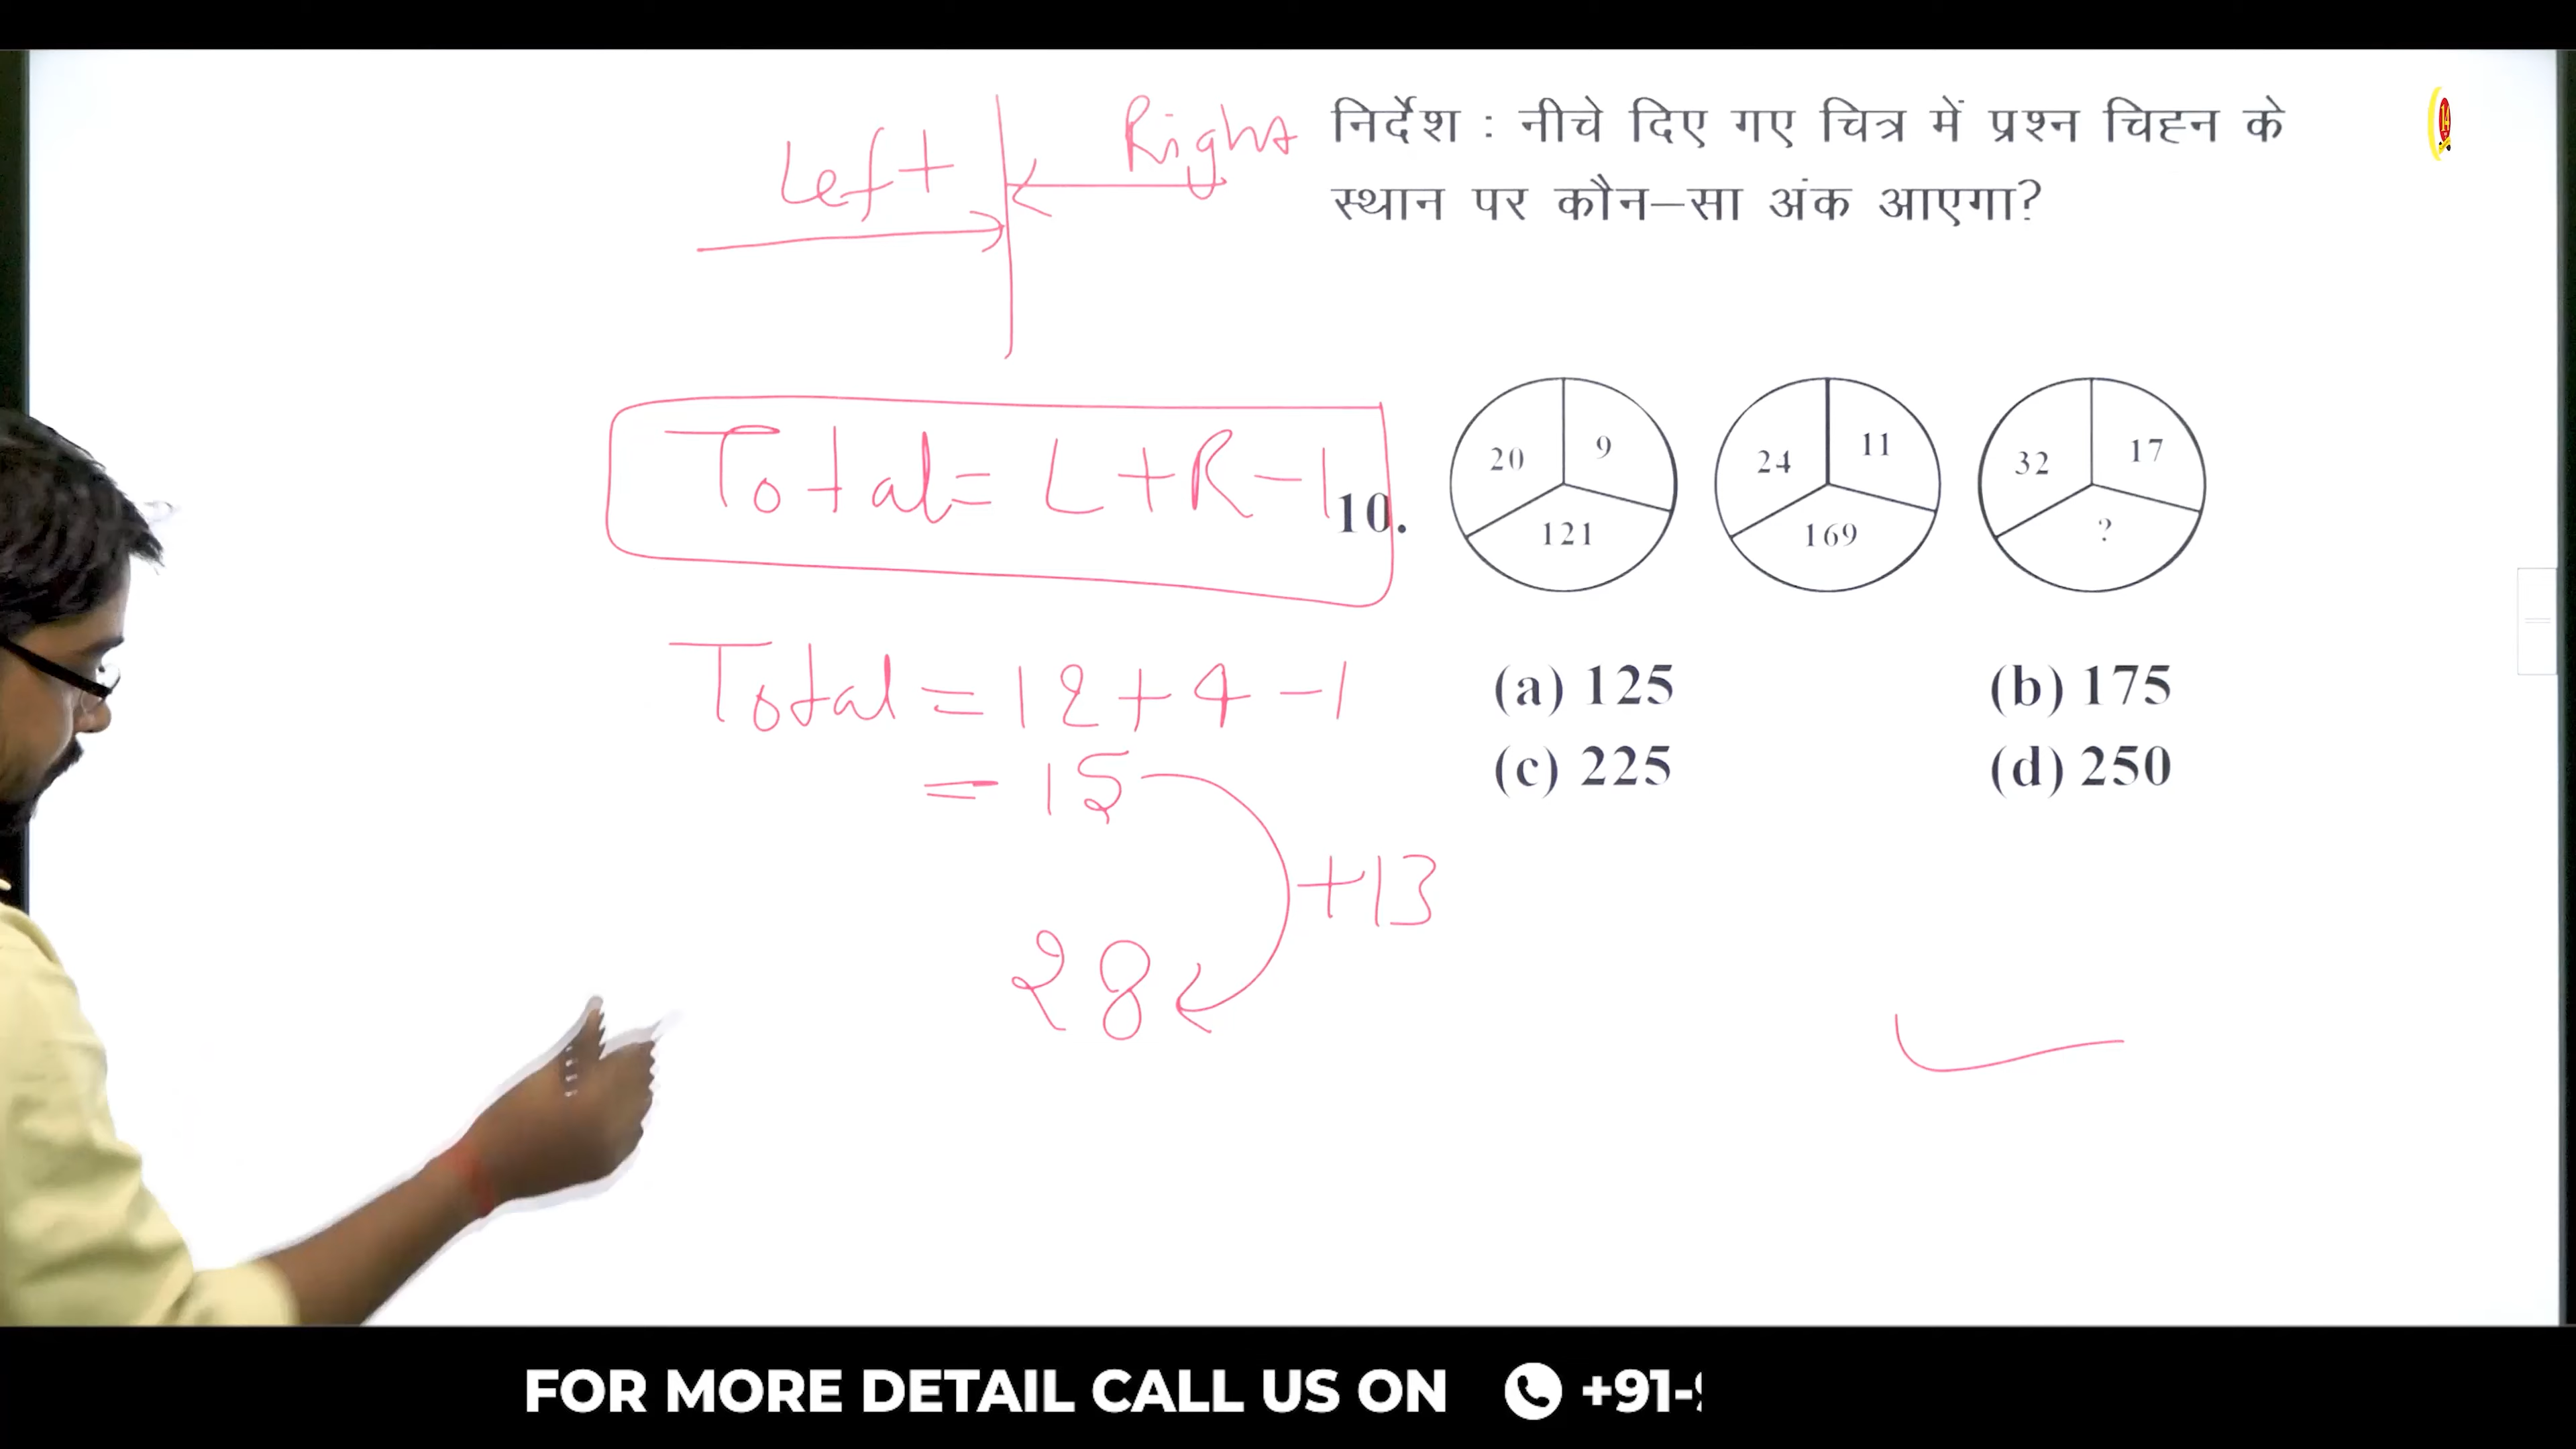 Left
Right
Total = L + R - 1
Total = 12 + 4 - 1
= 15
+13
28
निर्देश : नीचे दिए गए चित्र में प्रश्न चिह्न के
स्थान पर कौन–सा अंक आएगा?
10.
20 9 121
24 11 169
32 17 ?
(a) 125 (b) 175
(c) 225 (d) 250
14
FOR MORE DETAIL CALL US ON +91-